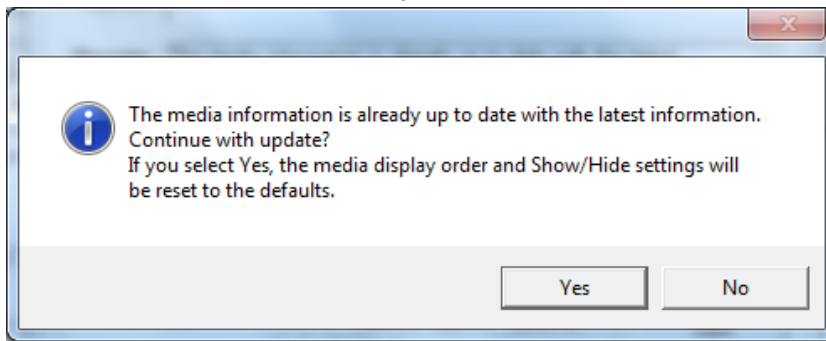 The media information is already up to date with the latest information.
Continue with update?
If you select Yes, the media display order and Show/Hide settings will
be reset to the defaults.
Yes
No